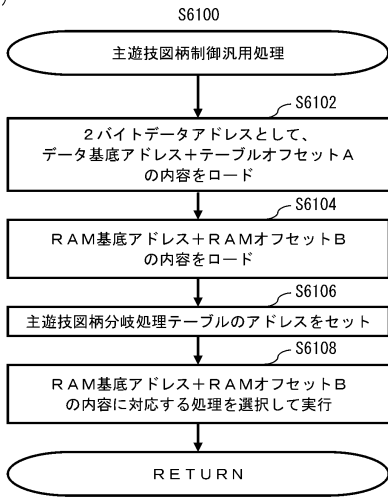 S6100
主遊技図柄制御汎用処理
S6102
２バイトデータアドレスとして、
データ基底アドレス＋テーブルオフセットＡ
の内容をロード
S6104
ＲＡＭ基底アドレス＋ＲＡＭオフセットＢ
の内容をロード
S6106
主遊技図柄分岐処理テーブルのアドレスをセット
S6108
ＲＡＭ基底アドレス＋ＲＡＭオフセットＢ
の内容に対応する処理を選択して実行
ＲＥＴＵＲＮ